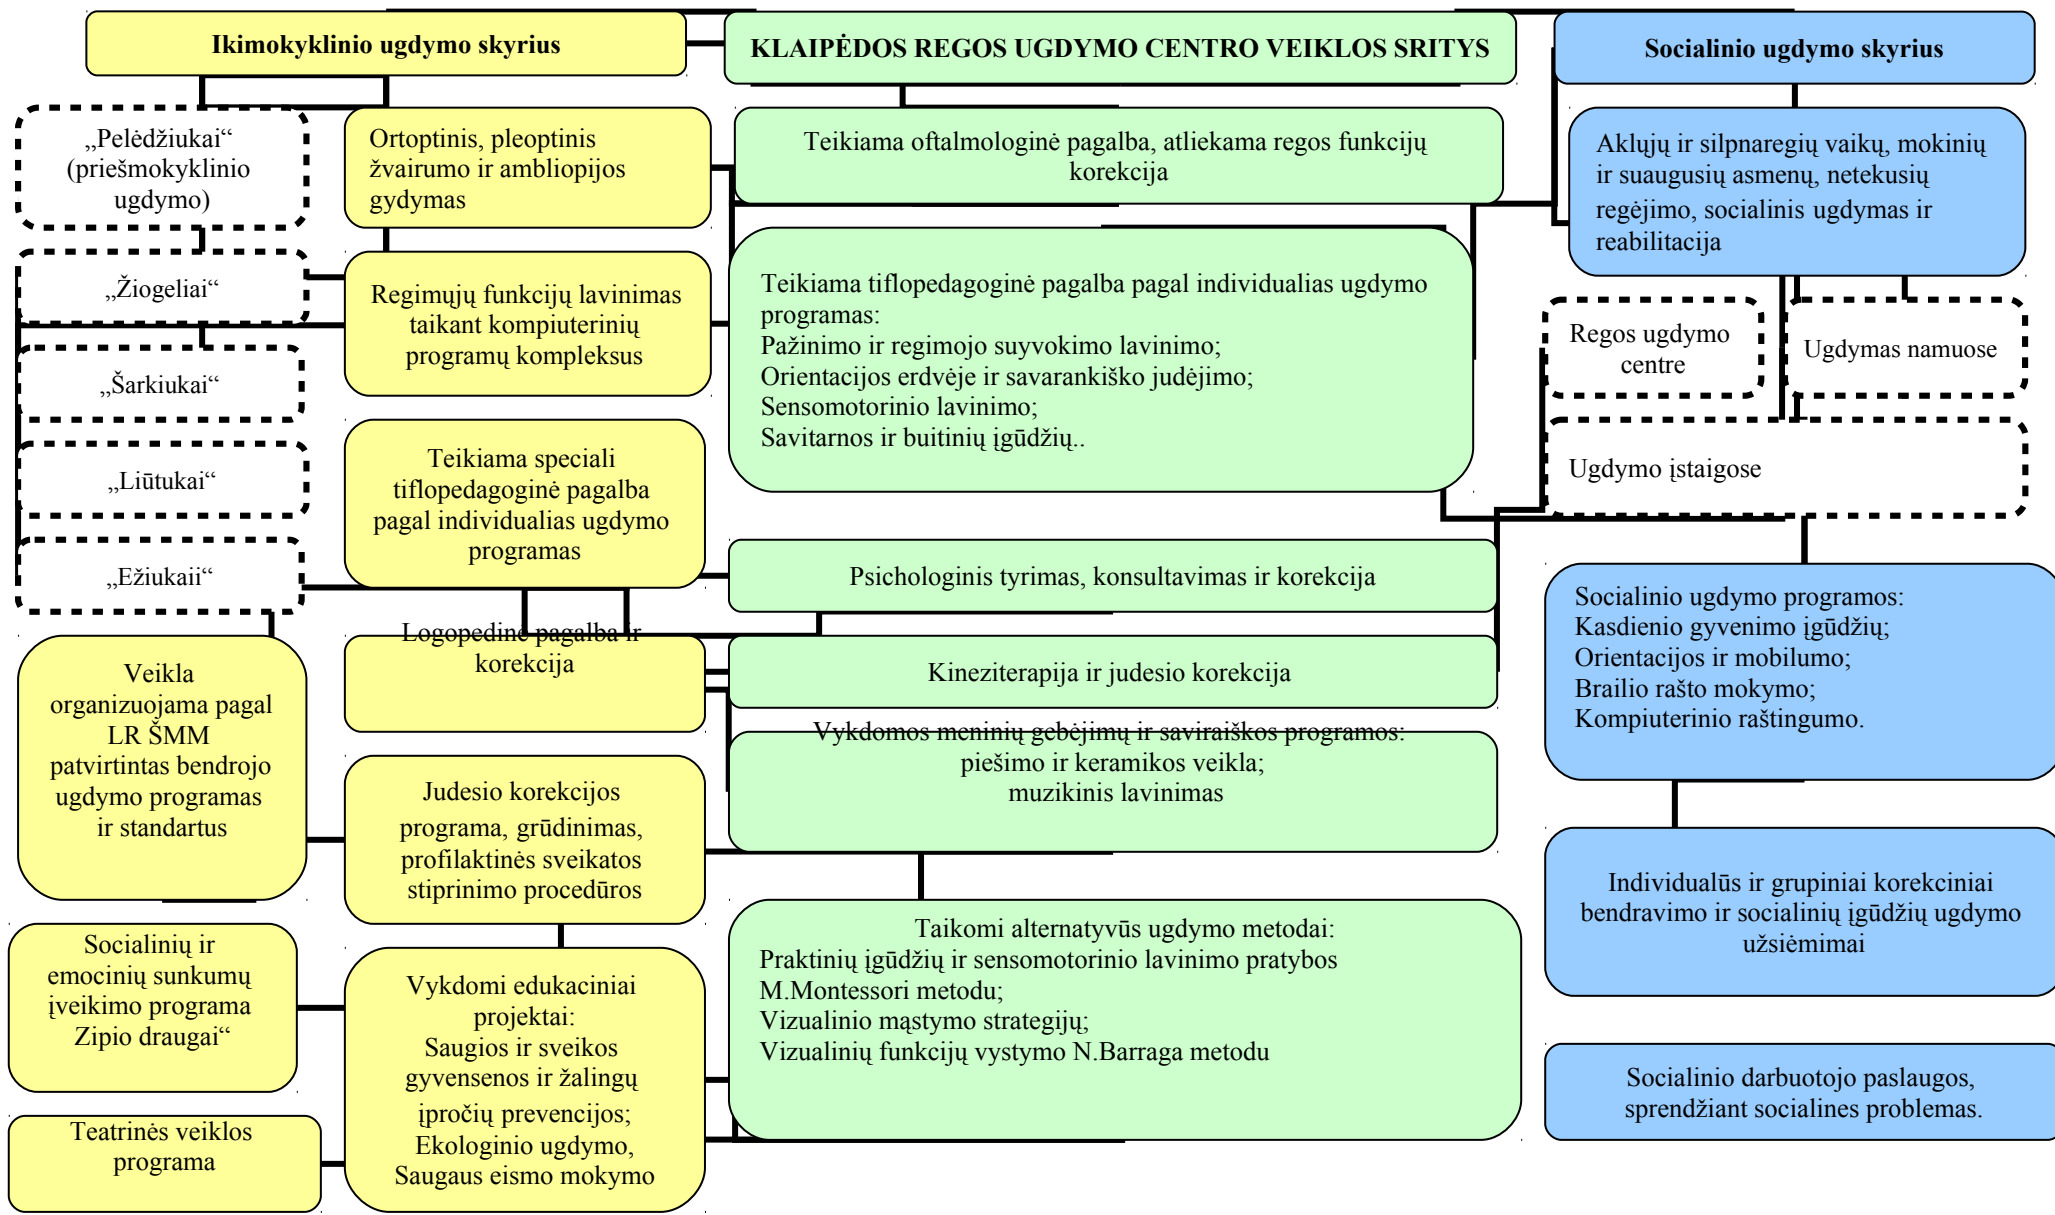 Ikimokyklinio ugdymo skyrius
KLAIPĖDOS REGOS UGDYMO CENTRO VEIKLOS SRITYS
Socialinio ugdymo skyrius
„Pelėdžiukai“
(priešmokyklinio
ugdymo)
„Žiogeliai“
„Šarkiukai“
„Liūtukai“
„Ežiukaii“
Veikla
organizuojama pagal
LR ŠMM
patvirtintas bendrojo
ugdymo programas
ir standartus
Socialinių ir
emocinių sunkumų
įveikimo programa
Zipio draugai“
Teatrinės veiklos
programa
Ortoptinis, pleoptinis
žvairumo ir ambliopijos
gydymas
Regimųjų funkcijų lavinimas
taikant kompiuterinių
programų kompleksus
Teikiama speciali
tiflopedagoginė pagalba
pagal individualias ugdymo
programas
Logopedinė pagalba ir
korekcija
Judesio korekcijos
programa, grūdinimas,
profilaktinės sveikatos
stiprinimo procedūros
Vykdomi edukaciniai
projektai:
Saugios ir sveikos
gyvensenos ir žalingų
įpročių prevencijos;
Ekologinio ugdymo,
Saugaus eismo mokymo
Teikiama oftalmologinė pagalba, atliekama regos funkcijų
korekcija
Teikiama tiflopedagoginė pagalba pagal individualias ugdymo
programas:
Pažinimo ir regimojo suyvokimo lavinimo;
Orientacijos erdvėje ir savarankiško judėjimo;
Sensomotorinio lavinimo;
Savitarnos ir buitinių įgūdžių..
Psichologinis tyrimas, konsultavimas ir korekcija
Kineziterapija ir judesio korekcija
Vykdomos meninių gebėjimų ir saviraiškos programos:
piešimo ir keramikos veikla;
muzikinis lavinimas
Taikomi alternatyvūs ugdymo metodai:
Praktinių įgūdžių ir sensomotorinio lavinimo pratybos
M.Montessori metodu;
Vizualinio mąstymo strategijų;
Vizualinių funkcijų vystymo N.Barraga metodu
Aklųjų ir silpnaregių vaikų, mokinių
ir suaugusių asmenų, netekusių
regėjimo, socialinis ugdymas ir
reabilitacija
Regos ugdymo
centre
Ugdymas namuose
Ugdymo įstaigose
Socialinio ugdymo programos:
Kasdienio gyvenimo įgūdžių;
Orientacijos ir mobilumo;
Brailio rašto mokymo;
Kompiuterinio raštingumo.
Individualūs ir grupiniai korekciniai
bendravimo ir socialinių įgūdžių ugdymo
užsiėmimai
Socialinio darbuotojo paslaugos,
sprendžiant socialines problemas.